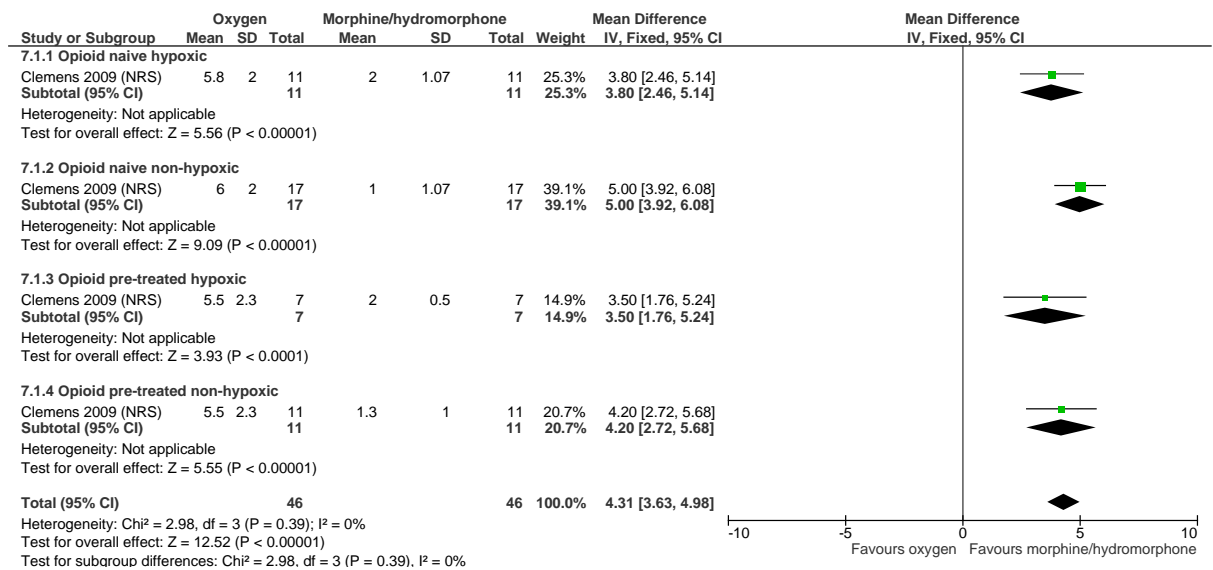 Oxygen Morphine/hydromorphone Mean Difference Mean Difference
Study or Subgroup Mean SD Total Mean SD Total Weight IV, Fixed, 95% CI IV, Fixed, 95% CI
7.1.1 Opioid naive hypoxic
Clemens 2009 (NRS) 5.8 2 11 2 1.07 11 25.3% 3.80 [2.46, 5.14]
Subtotal (95% CI) 11 11 25.3% 3.80 [2.46, 5.14]
Heterogeneity: Not applicable
Test for overall effect: Z = 5.56 (P < 0.00001)
7.1.2 Opioid naive non-hypoxic
Clemens 2009 (NRS) 6 2 17 1 1.07 17 39.1% 5.00 [3.92, 6.08]
Subtotal (95% CI) 17 17 39.1% 5.00 [3.92, 6.08]
Heterogeneity: Not applicable
Test for overall effect: Z = 9.09 (P < 0.00001)
7.1.3 Opioid pre-treated hypoxic
Clemens 2009 (NRS) 5.5 2.3 7 2 0.5 7 14.9% 3.50 [1.76, 5.24]
Subtotal (95% CI) 7 7 14.9% 3.50 [1.76, 5.24]
Heterogeneity: Not applicable
Test for overall effect: Z = 3.93 (P < 0.0001)
7.1.4 Opioid pre-treated non-hypoxic
Clemens 2009 (NRS) 5.5 2.3 11 1.3 1 11 20.7% 4.20 [2.72, 5.68]
Subtotal (95% CI) 11 11 20.7% 4.20 [2.72, 5.68]
Heterogeneity: Not applicable
Test for overall effect: Z = 5.55 (P < 0.00001)
Total (95% CI) 46 46 100.0% 4.31 [3.63, 4.98]
Heterogeneity: Chi² = 2.98, df = 3 (P = 0.39); I² = 0%
Test for overall effect: Z = 12.52 (P < 0.00001)
Test for subgroup differences: Chi² = 2.98, df = 3 (P = 0.39), I² = 0%
-10 -5 0 5 10
Favours oxygen Favours morphine/hydromorphone